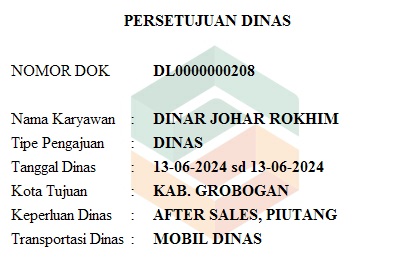 PERSETUJUAN DINAS
NOMOR DOK DL0000000208
Nama Karyawan : DINAR JOHAR ROKHIM
Tipe Pengajuan : DINAS
Tanggal Dinas : 13-06-2024 sd 13-06-2024
Kota Tujuan : KAB. GROBOGAN
Keperluan Dinas : AFTER SALES, PIUTANG
Transportasi Dinas : MOBIL DINAS